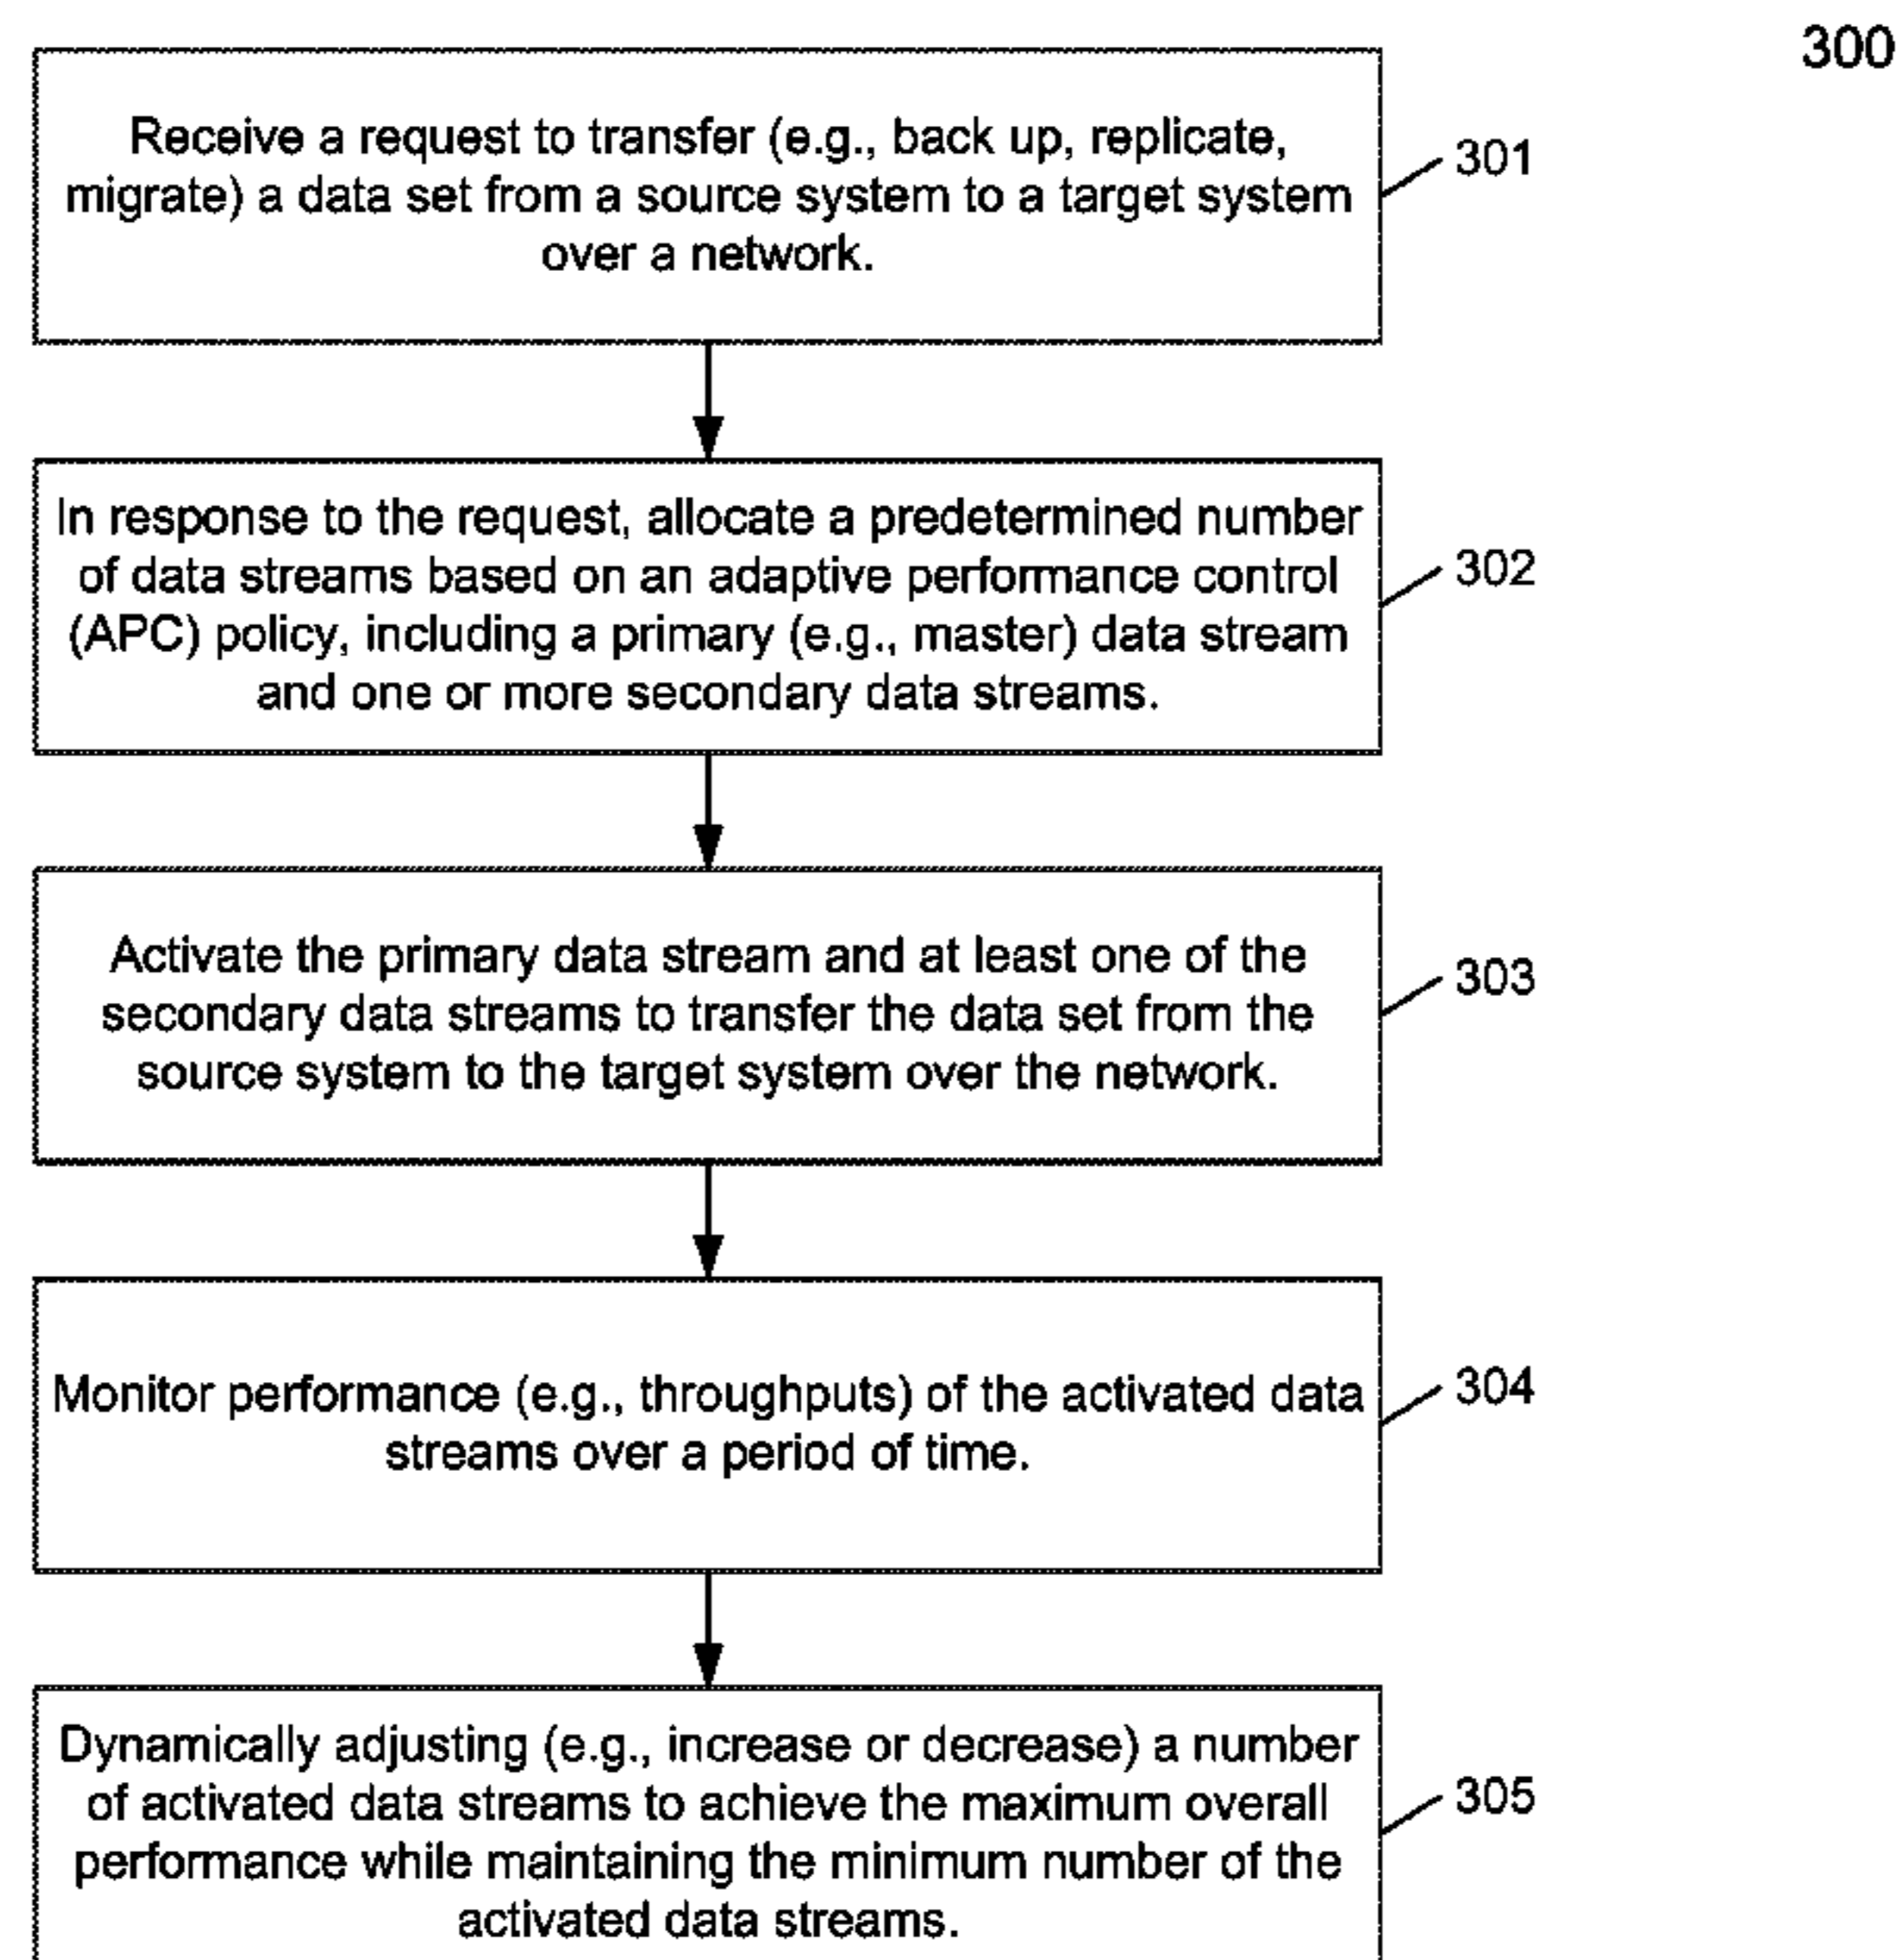 300
Receive a request to transfer (e.g., back up, replicate,
migrate) a data set from a source system to a target system
over a network.
301
In response to the request, allocate a predetermined number
of data streams based on an adaptive performance control
(APC) policy, including a primary (e.g., master) data stream
and one or more secondary data streams.
302
Activate the primary data stream and at least one of the
secondary data streams to transfer the data set from the
source system to the target system over the network.
303
Monitor performance (e.g., throughputs) of the activated data
streams over a period of time.
304
Dynamically adjusting (e.g., increase or decrease) a number
of activated data streams to achieve the maximum overall
performance while maintaining the minimum number of the
activated data streams.
305